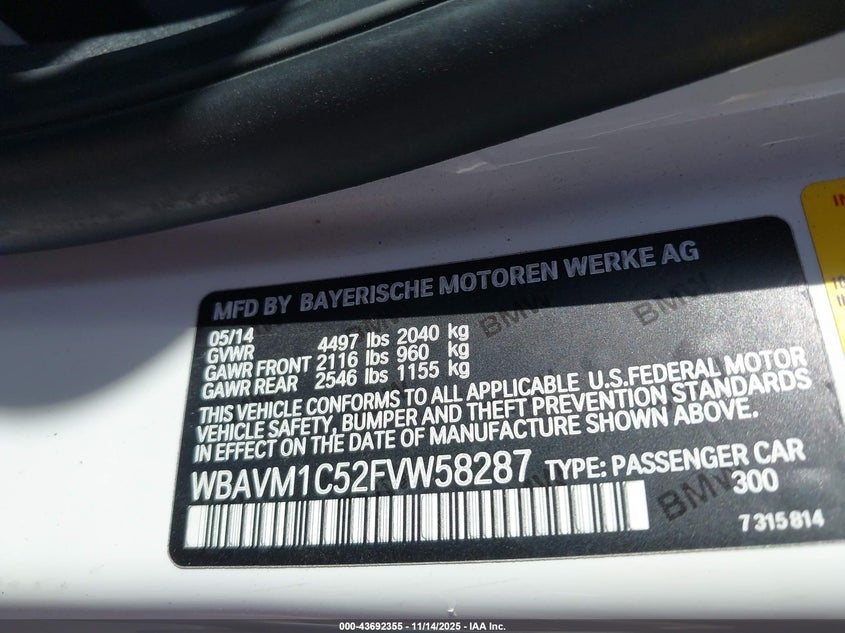 MFD BY BAYERISCHE MOTOREN WERKE AG
05/14
GVWR 4497 lbs 2040 kg
GAWR FRONT 2116 lbs 960 kg
GAWR REAR 2546 lbs 1155 kg
THIS VEHICLE CONFORMS TO ALL APPLICABLE U.S.FEDERAL MOTOR
VEHICLE SAFETY, BUMPER AND THEFT PREVENTION STANDARDS
IN EFFECT ON THE DATE OF MANUFACTURE SHOWN ABOVE.
WBAVM1C52FVW58287 TYPE: PASSENGER CAR
300
7 315 814
BMW
BMW
BMW
000-43692355 - 11/14/2025 - IAA Inc.